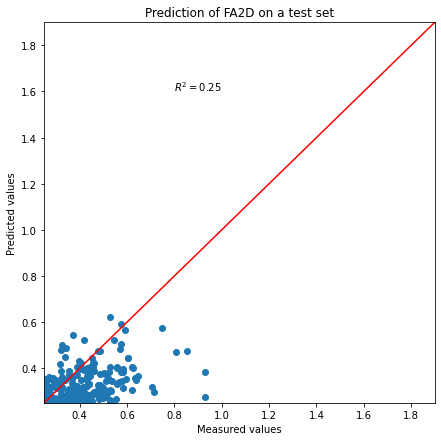 Prediction of FA2D on a test set
R² = 0.25
Predicted values
1.8
1.6
1.4
1.2
1.0
0.8
0.6
0.4
0.4 0.6 0.8 1.0 1.2 1.4 1.6 1.8
Measured values